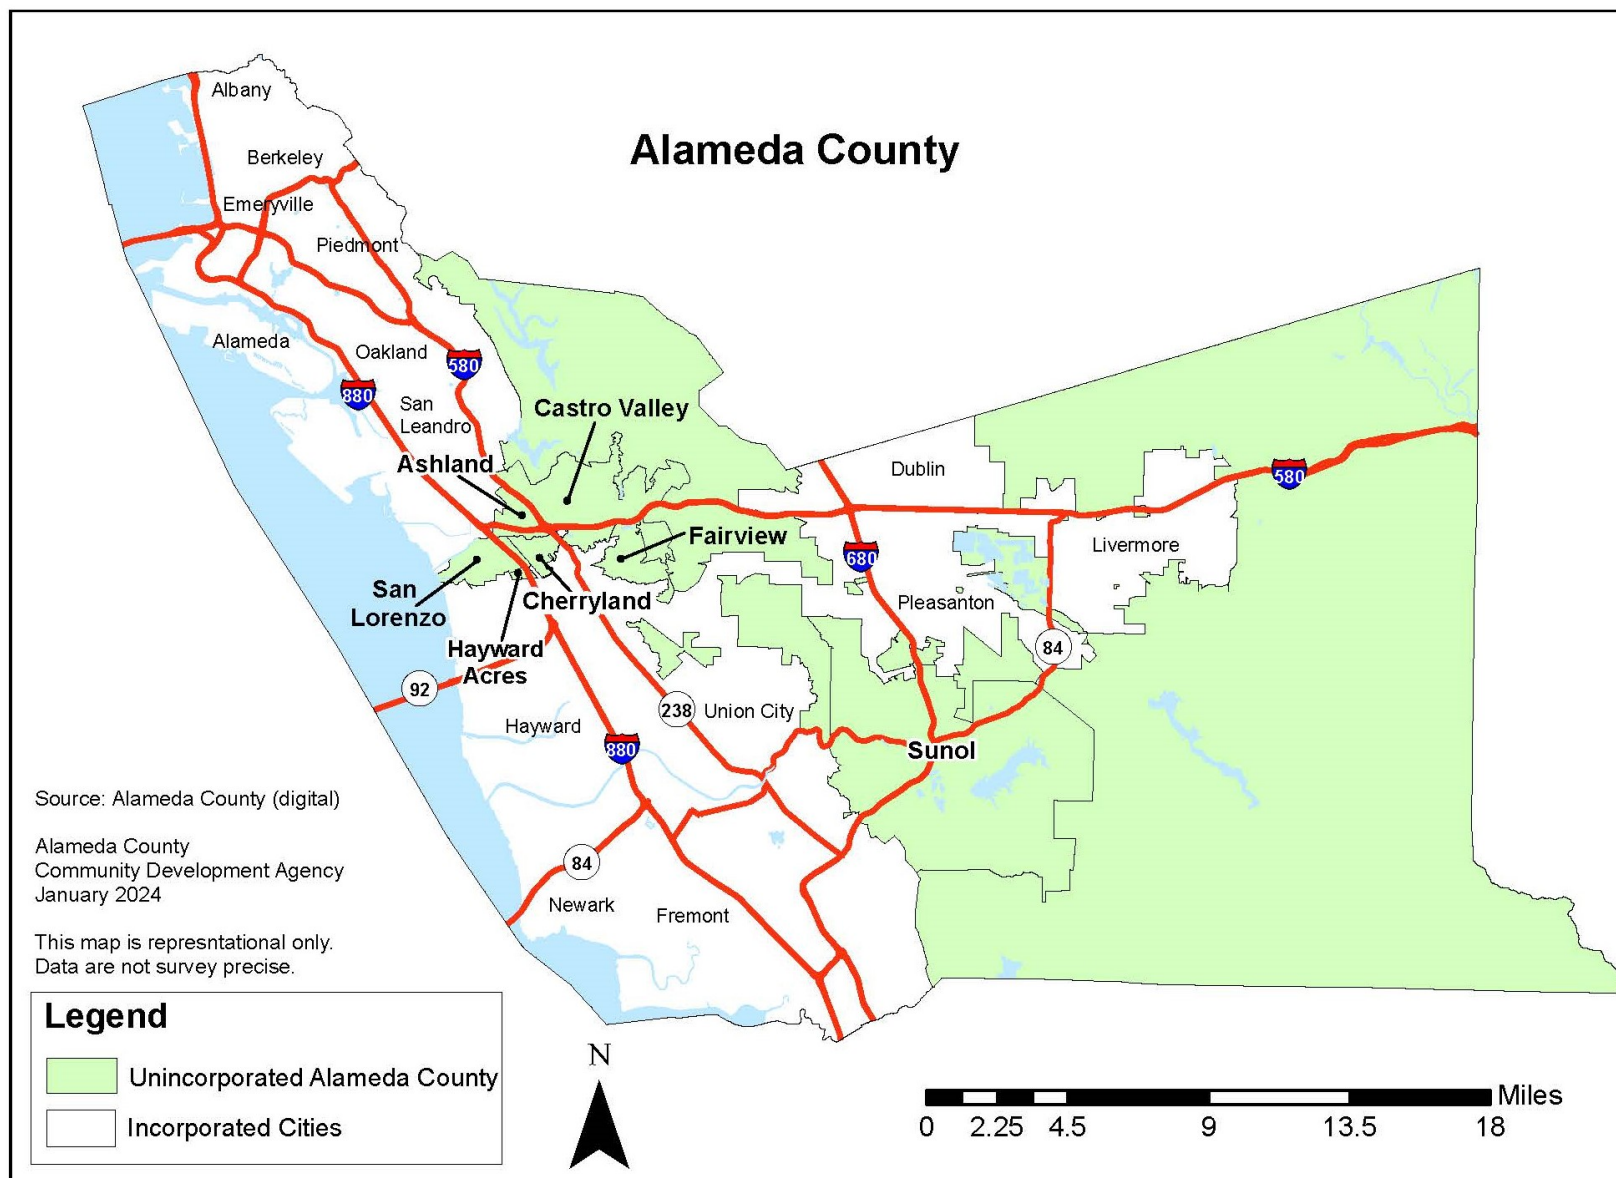 Alameda County
Albany
Berkeley
Emeryville
Piedmont
Alameda
Oakland
580
880
San
Leandro
Castro Valley
Ashland
Dublin
580
Fairview
680
Livermore
San
Lorenzo
Cherryland
Pleasanton
Hayward
Acres
84
92
238
Union City
Hayward
880
Sunol
84
Newark
Fremont
Source: Alameda County (digital)
Alameda County
Community Development Agency
January 2024
This map is represntational only.
Data are not survey precise.
Legend
Unincorporated Alameda County
Incorporated Cities
N
Miles
0 2.25 4.5 9 13.5 18